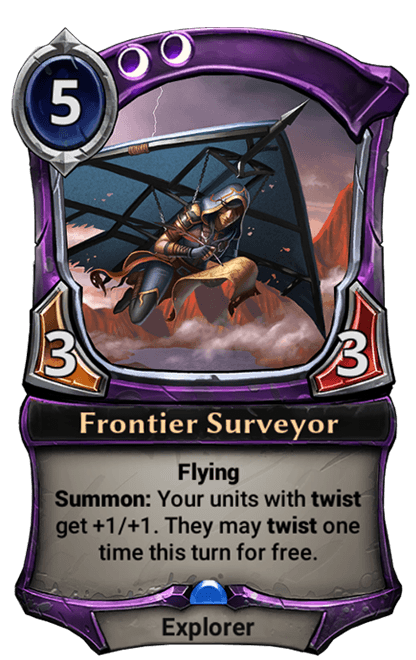 5
3
3
Frontier Surveyor
Flying
Summon: Your units with twist
get +1/+1. They may twist one
time this turn for free.
Explorer